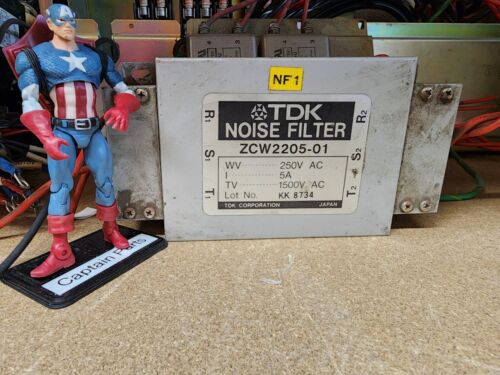 NF1
TDK
NOISE FILTER
ZCW2205-01
WV ············ 250V AC
I ················ 5A
TV ············ 1500V AC
Lot No. KK 8734
TDK CORPORATION JAPAN
R1
S1
T1
R2
S2
T2
Captain Parts